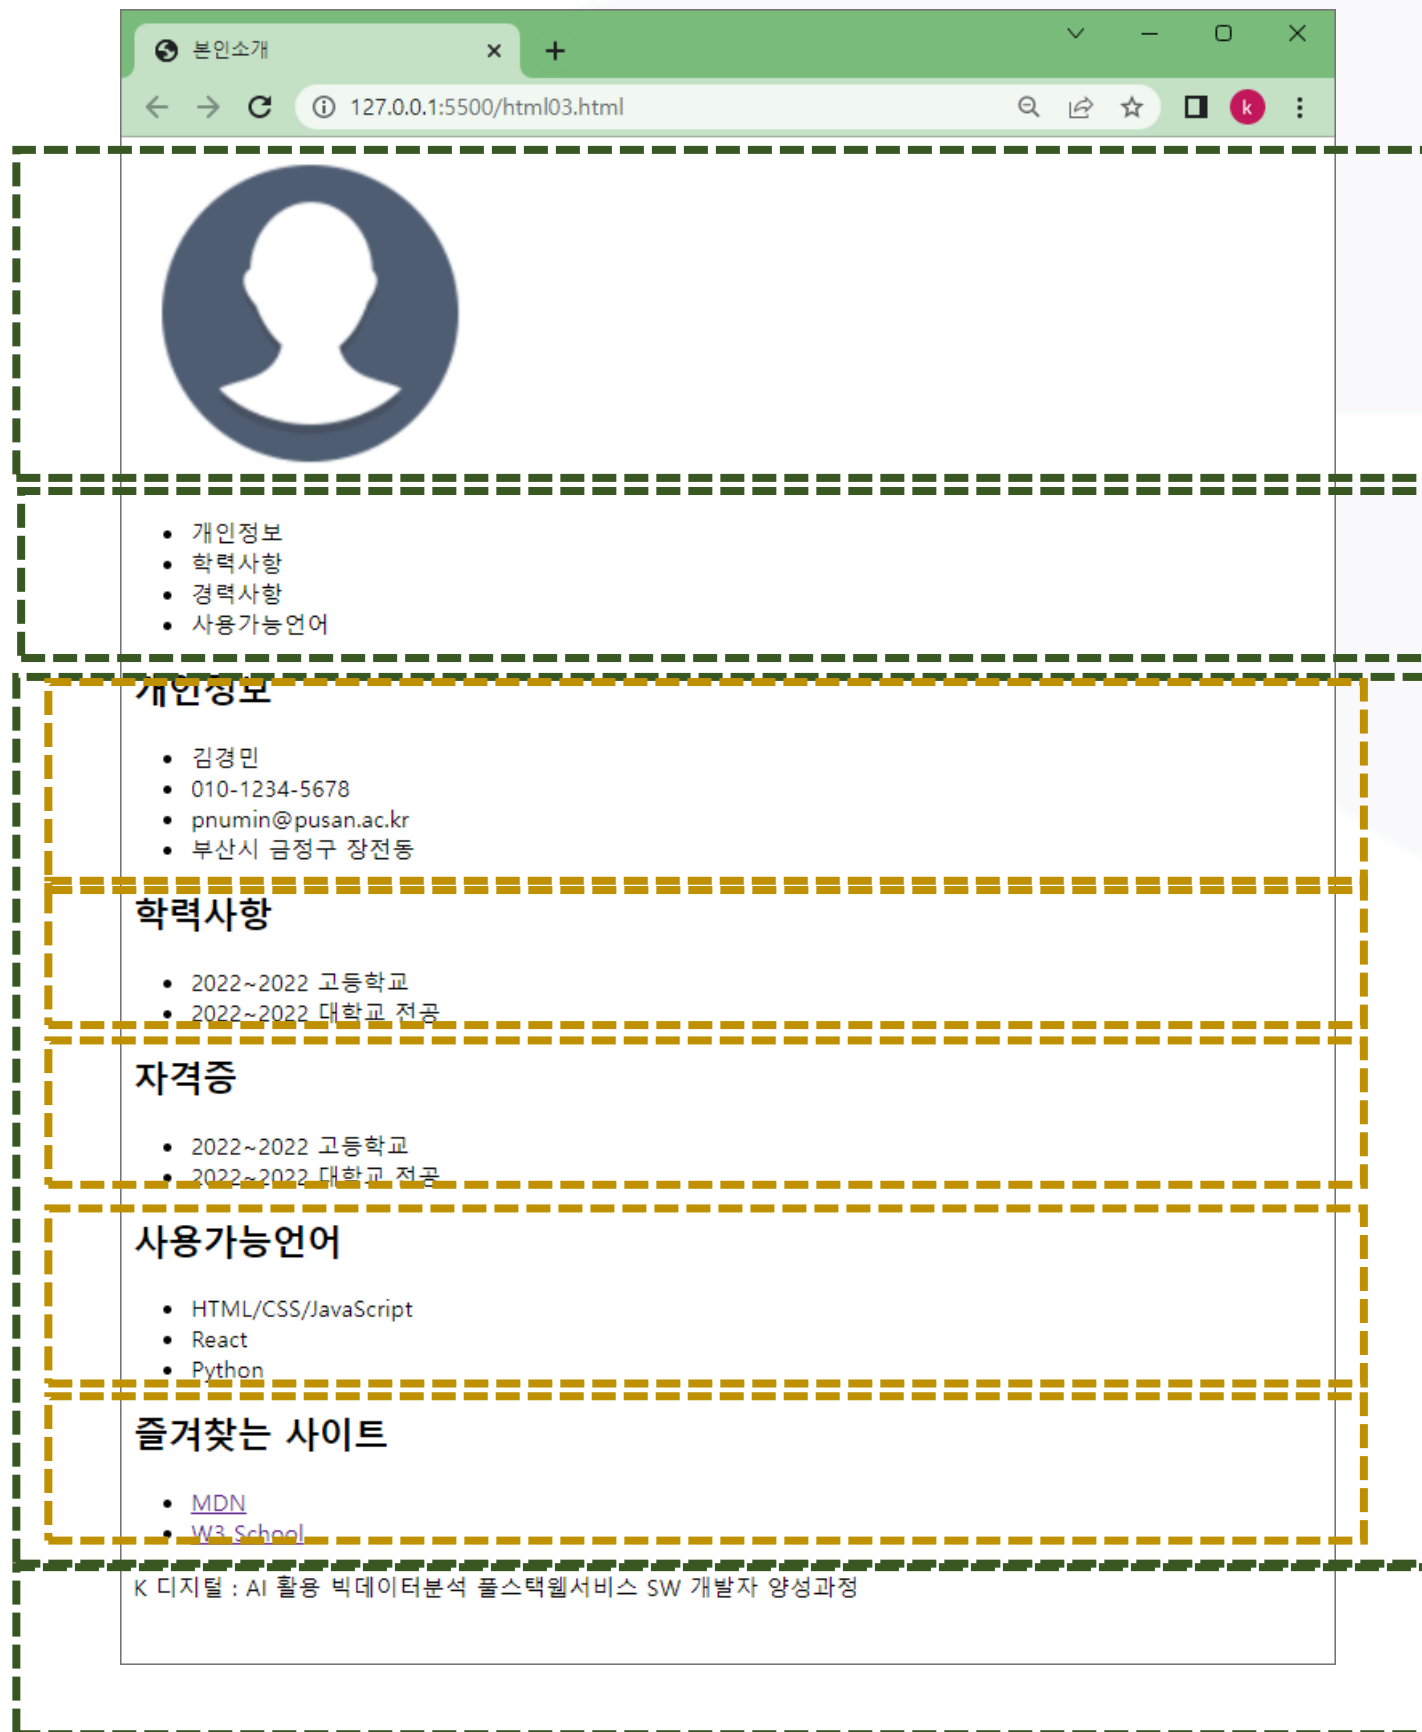 본인소개
127.0.0.1:5500/html03.html
k
개인정보
학력사항
경력사항
사용가능언어
개인정보
김경민
010-1234-5678
pnumin@pusan.ac.kr
부산시 금정구 장전동
학력사항
2022~2022 고등학교
2022~2022 대학교 전공
자격증
2022~2022 고등학교
2022~2022 대학교 전공
사용가능언어
HTML/CSS/JavaScript
React
Python
즐겨찾는 사이트
MDN
W3 School
K 디지털 : AI 활용 빅데이터분석 풀스택웹서비스 SW 개발자 양성과정